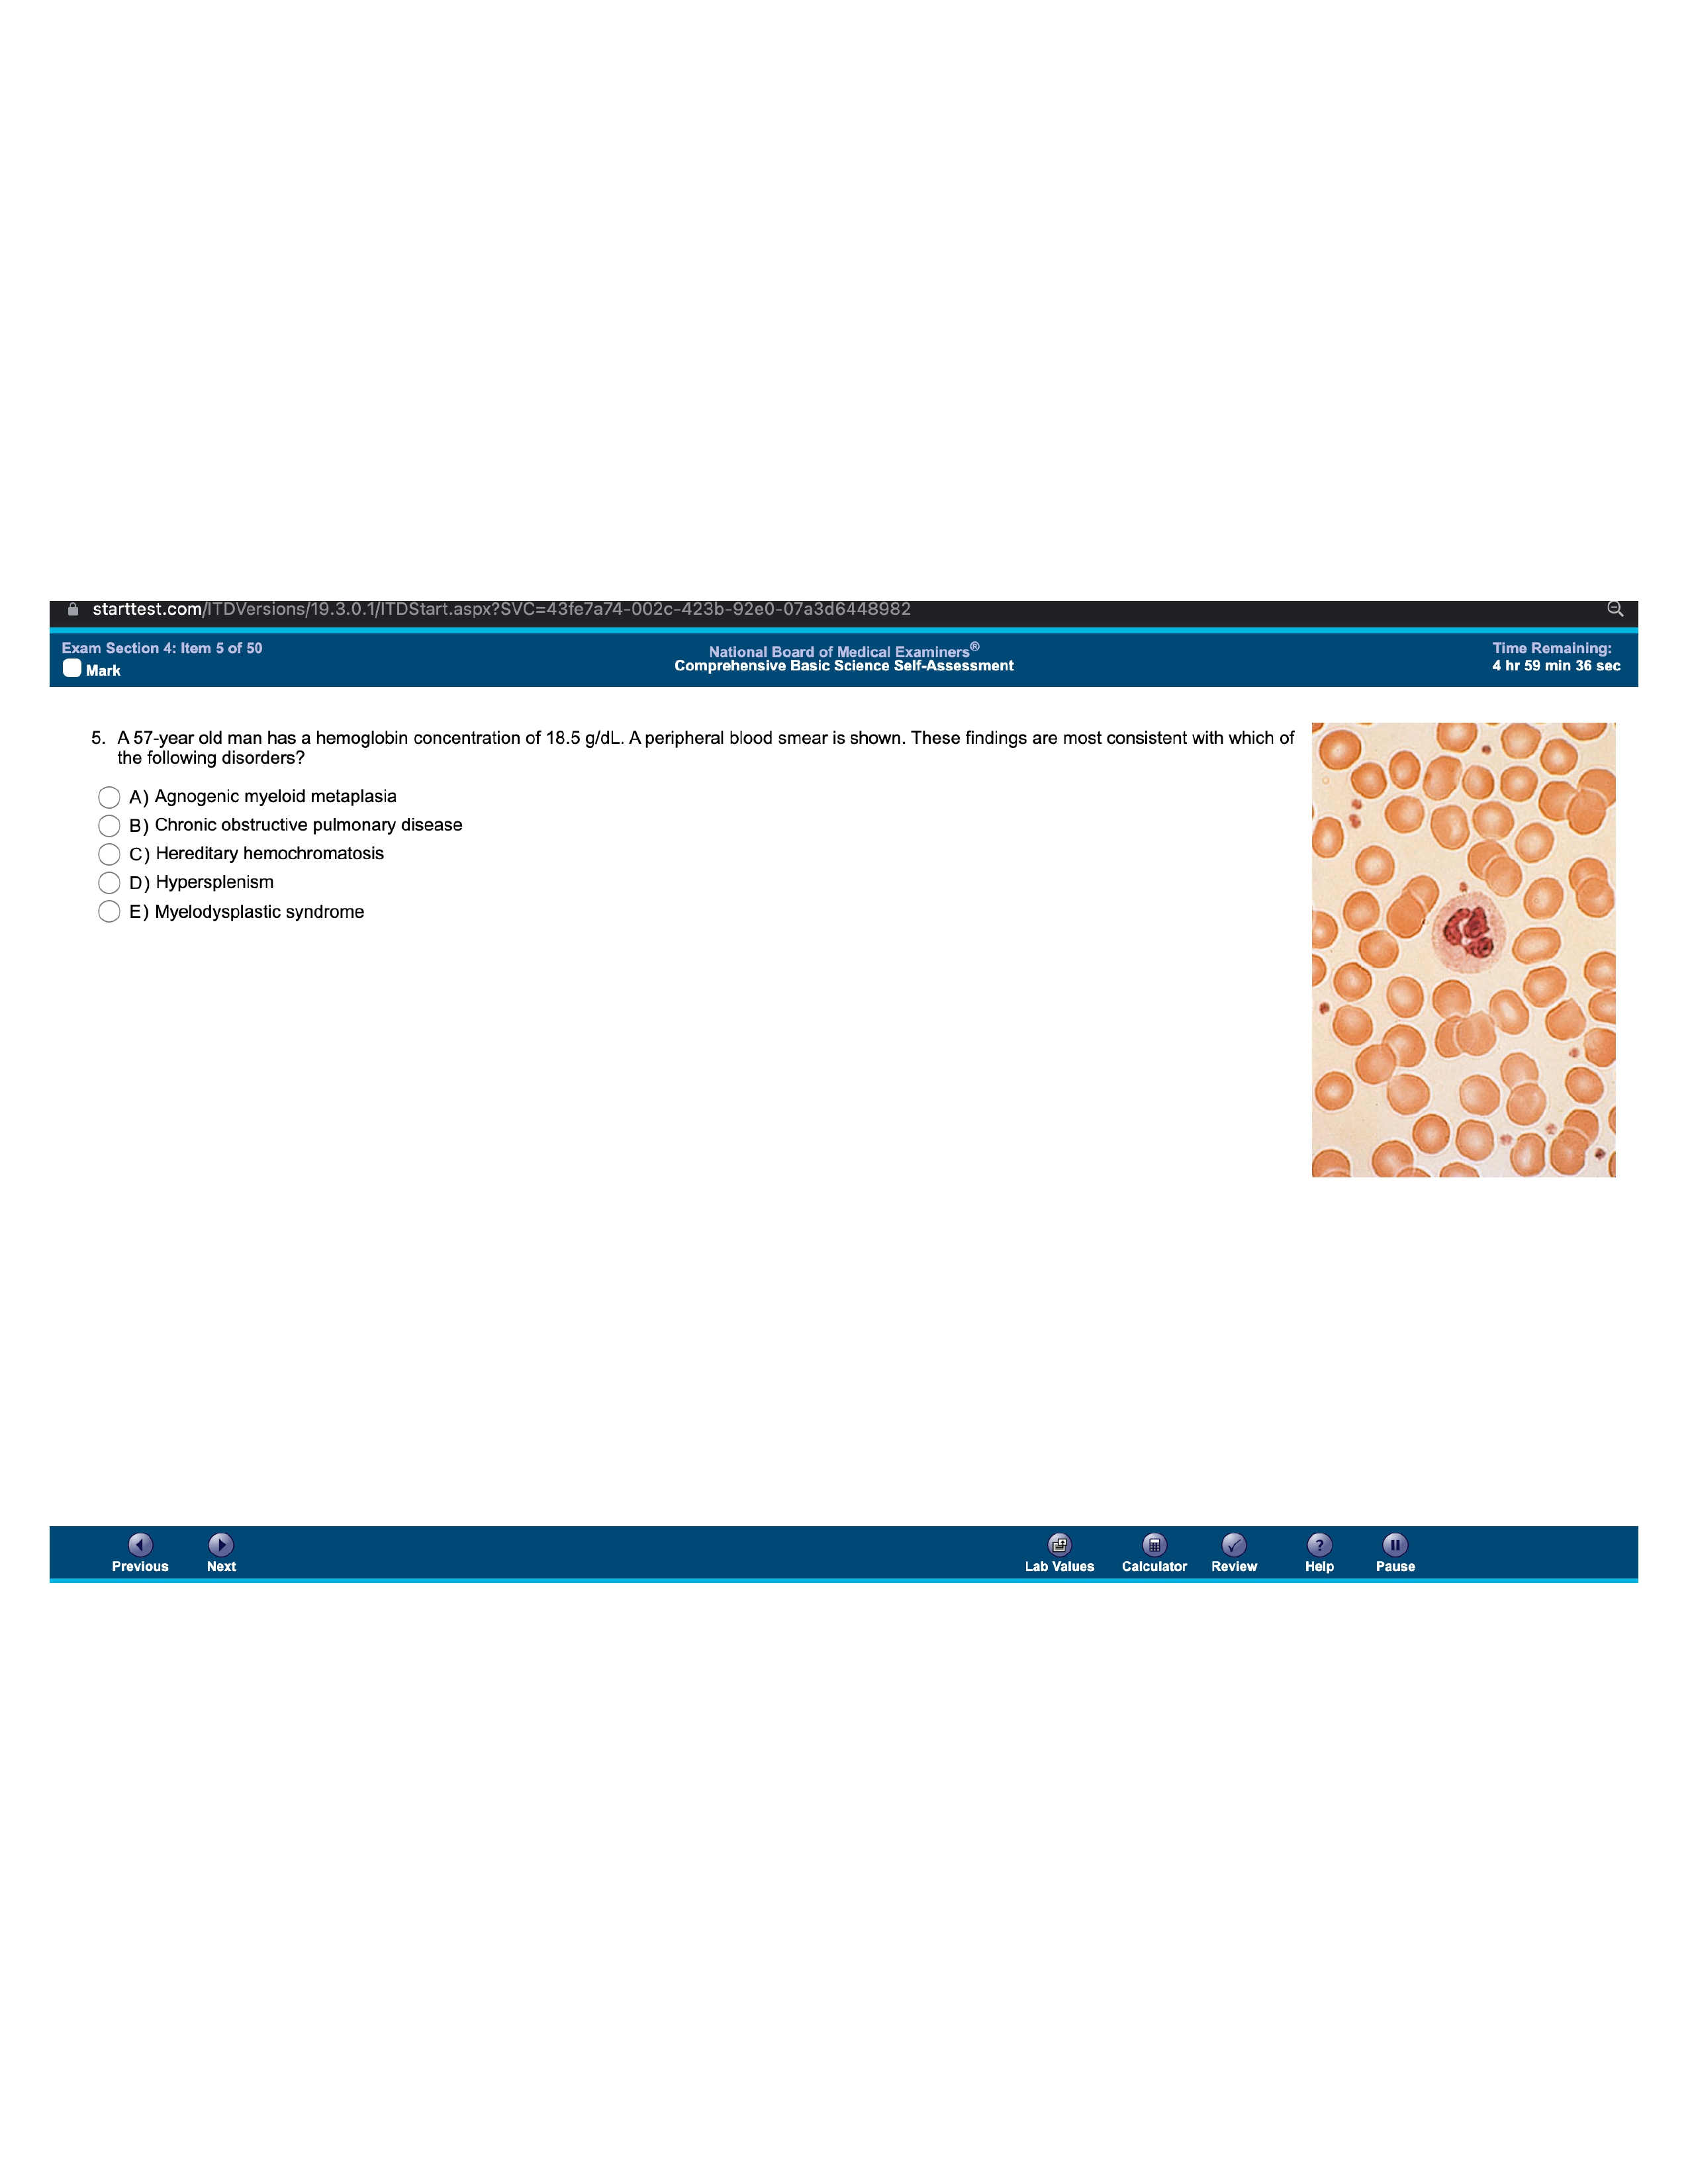 starttest.com/ITDVersions/19.3.0.1/ITDStart.aspx?SVC=43fe7a74-002c-423b-92e0-07a3d6448982
Exam Section 4: Item 5 of 50
Mark
National Board of Medical Examiners®
Comprehensive Basic Science Self-Assessment
Time Remaining:
4 hr 59 min 36 sec
5. A 57-year old man has a hemoglobin concentration of 18.5 g/dL. A peripheral blood smear is shown. These findings are most consistent with which of
the following disorders?
A) Agnogenic myeloid metaplasia
B) Chronic obstructive pulmonary disease
C) Hereditary hemochromatosis
D) Hypersplenism
E) Myelodysplastic syndrome
Previous
Next
Lab Values
Calculator
Review
Help
Pause